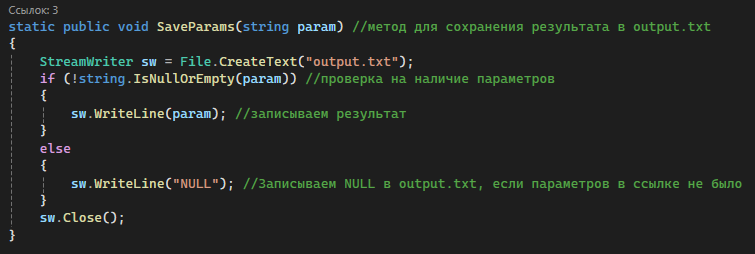 Ссылок: 3
static public void SaveParams(string param) //метод для сохранения результата в output.txt
{
StreamWriter sw = File.CreateText("output.txt");
if (!string.IsNullOrEmpty(param)) //проверка на наличие параметров
{
sw.WriteLine(param); //записываем результат
}
else
{
sw.WriteLine("NULL"); //Записываем NULL в output.txt, если параметров в ссылке не было
}
sw.Close();
}